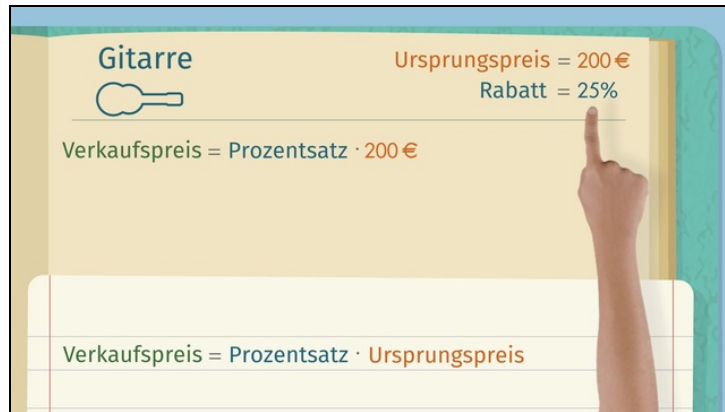 Gitarre
Ursprungspreis = 200 €
Rabatt = 25%
Verkaufspreis = Prozentsatz · 200 €
Verkaufspreis = Prozentsatz · Ursprungspreis